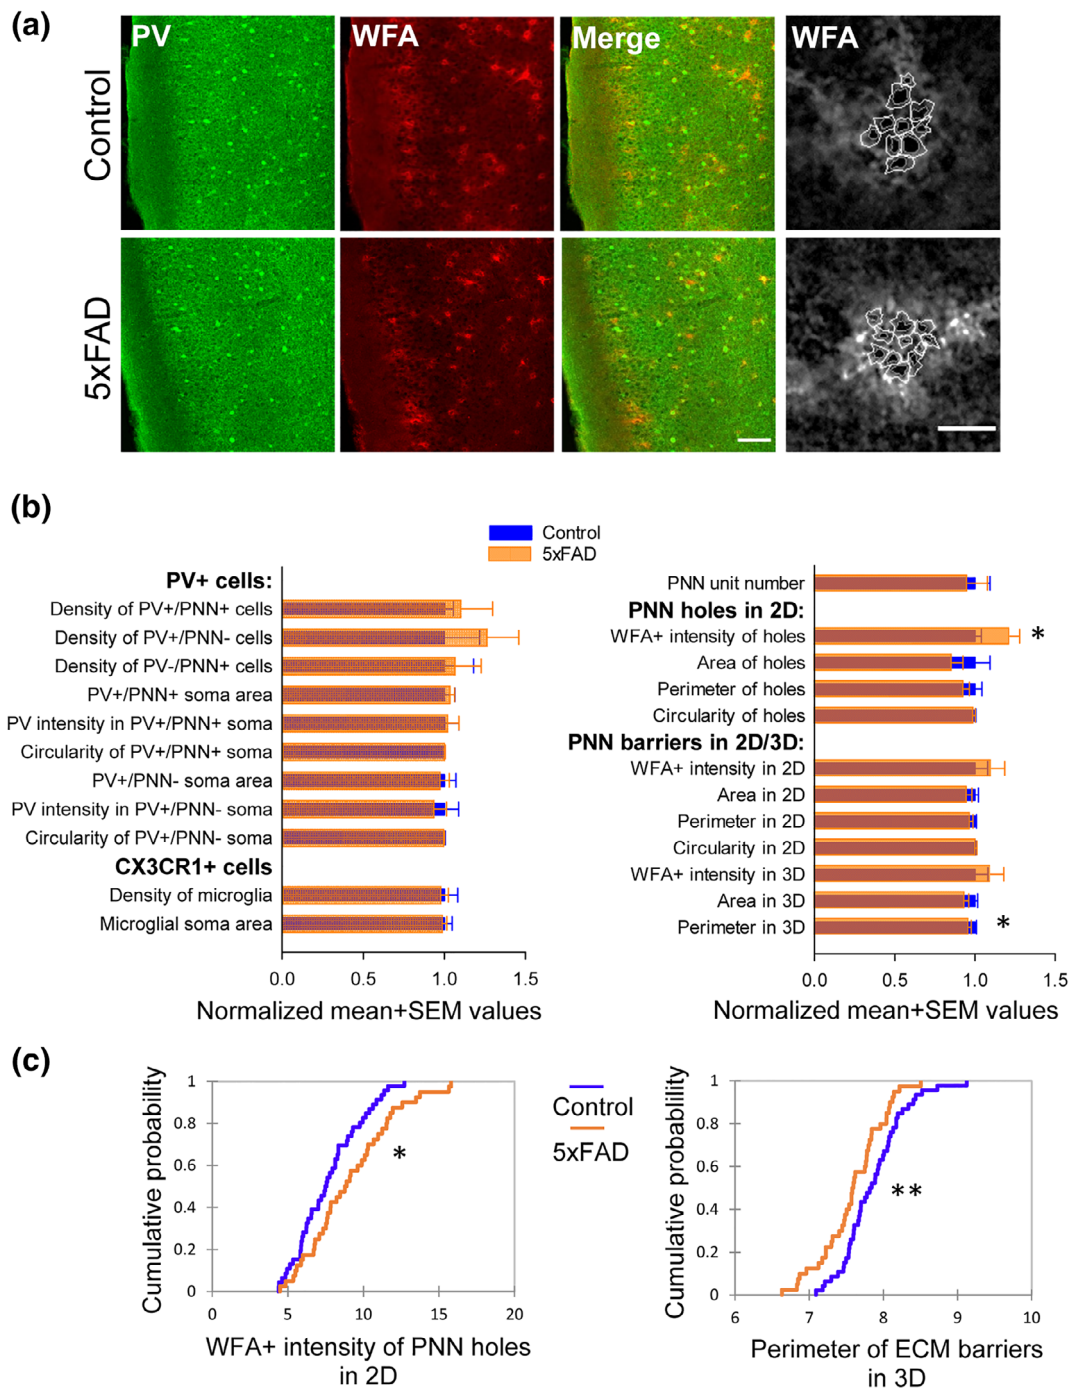 (a)
PV
WFA
Merge
WFA
Control
5xFAD
(b)
Control
5xFAD
PV+ cells:
Density of PV+/PNN+ cells
Density of PV+/PNN- cells
Density of PV-/PNN+ cells
PV+/PNN+ soma area
PV intensity in PV+/PNN+ soma
Circularity of PV+/PNN+ soma
PV+/PNN- soma area
PV intensity in PV+/PNN- soma
Circularity of PV+/PNN- soma
CX3CR1+ cells
Density of microglia
Microglial soma area
0.0 0.5 1.0 1.5
Normalized mean+SEM values
PNN unit number
PNN holes in 2D:
WFA+ intensity of holes *
Area of holes
Perimeter of holes
Circularity of holes
PNN barriers in 2D/3D:
WFA+ intensity in 2D
Area in 2D
Perimeter in 2D
Circularity in 2D
WFA+ intensity in 3D
Area in 3D
Perimeter in 3D *
0.0 0.5 1.0 1.5
Normalized mean+SEM values
(c)
Cumulative probability
1
0.8
0.6
0.4
0.2
0
*
0 5 10 15 20
WFA+ intensity of PNN holes
in 2D
Control
5xFAD
Cumulative probablility
1
0.8
0.6
0.4
0.2
0
**
6 7 8 9 10
Perimeter of ECM barriers
in 3D